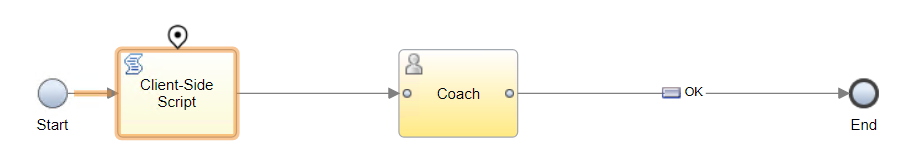 Start
Client-Side
Script
Coach
OK
End